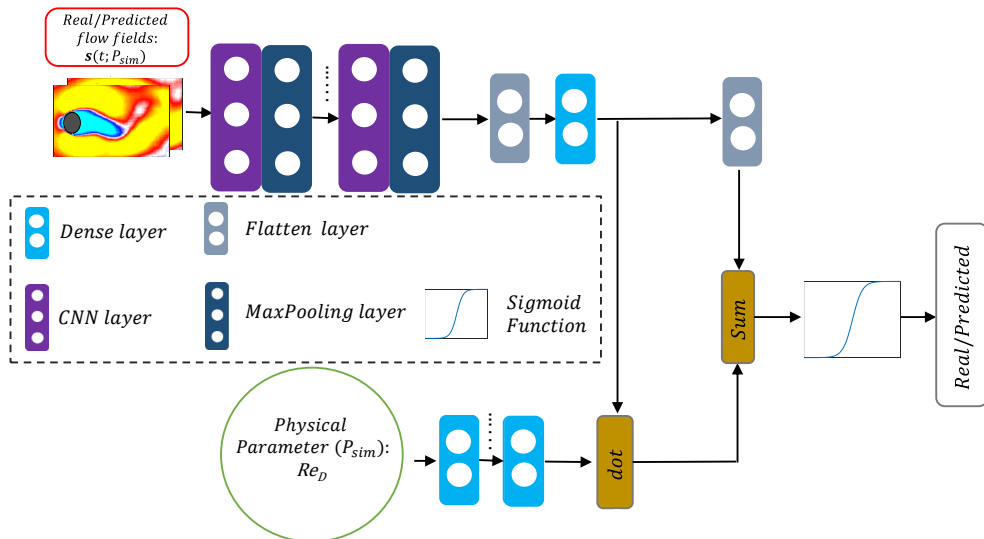 Real/Predicted
flow fields:
s(t; P_sim)
Dense layer
Flatten layer
CNN layer
MaxPooling layer
Sigmoid
Function
Sum
Real/Predicted
Physical
Parameter (P_sim):
Re_D
dot